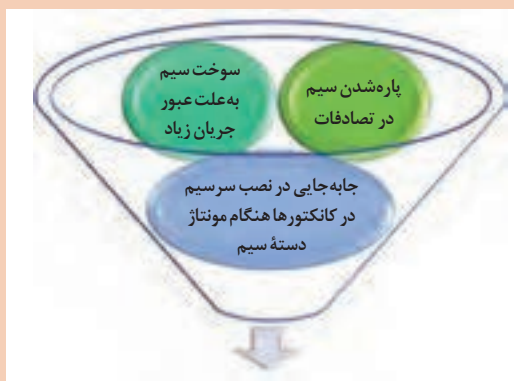 پاره‌شدن سیم
در تصادفات
سوخت سیم
به‌علت عبور
جریان زیاد
جابه‌جایی در نصب سرسیم
در کانکتورها هنگام مونتاژ
دستهٔ سیم